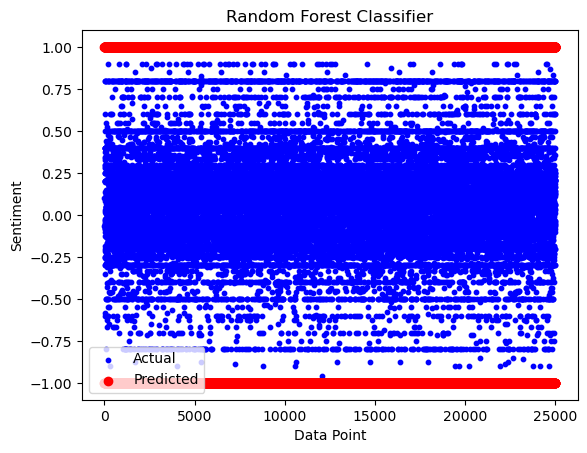 Random Forest Classifier
1.00
0.75
0.50
0.25
0.00
−0.25
−0.50
−0.75
−1.00
Sentiment
Actual
Predicted
0 5000 10000 15000 20000 25000
Data Point